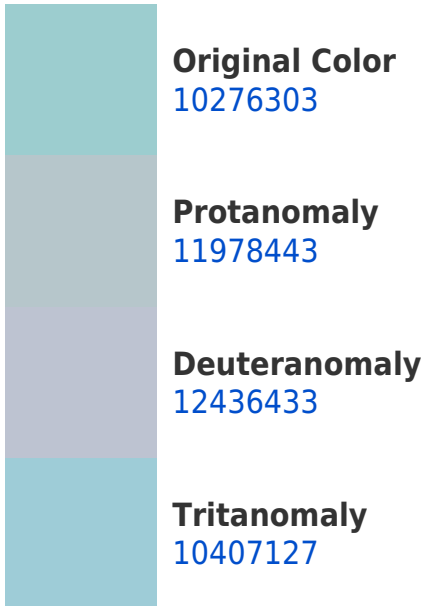 Original Color
10276303
Protanomaly
11978443
Deuteranomaly
12436433
Tritanomaly
10407127